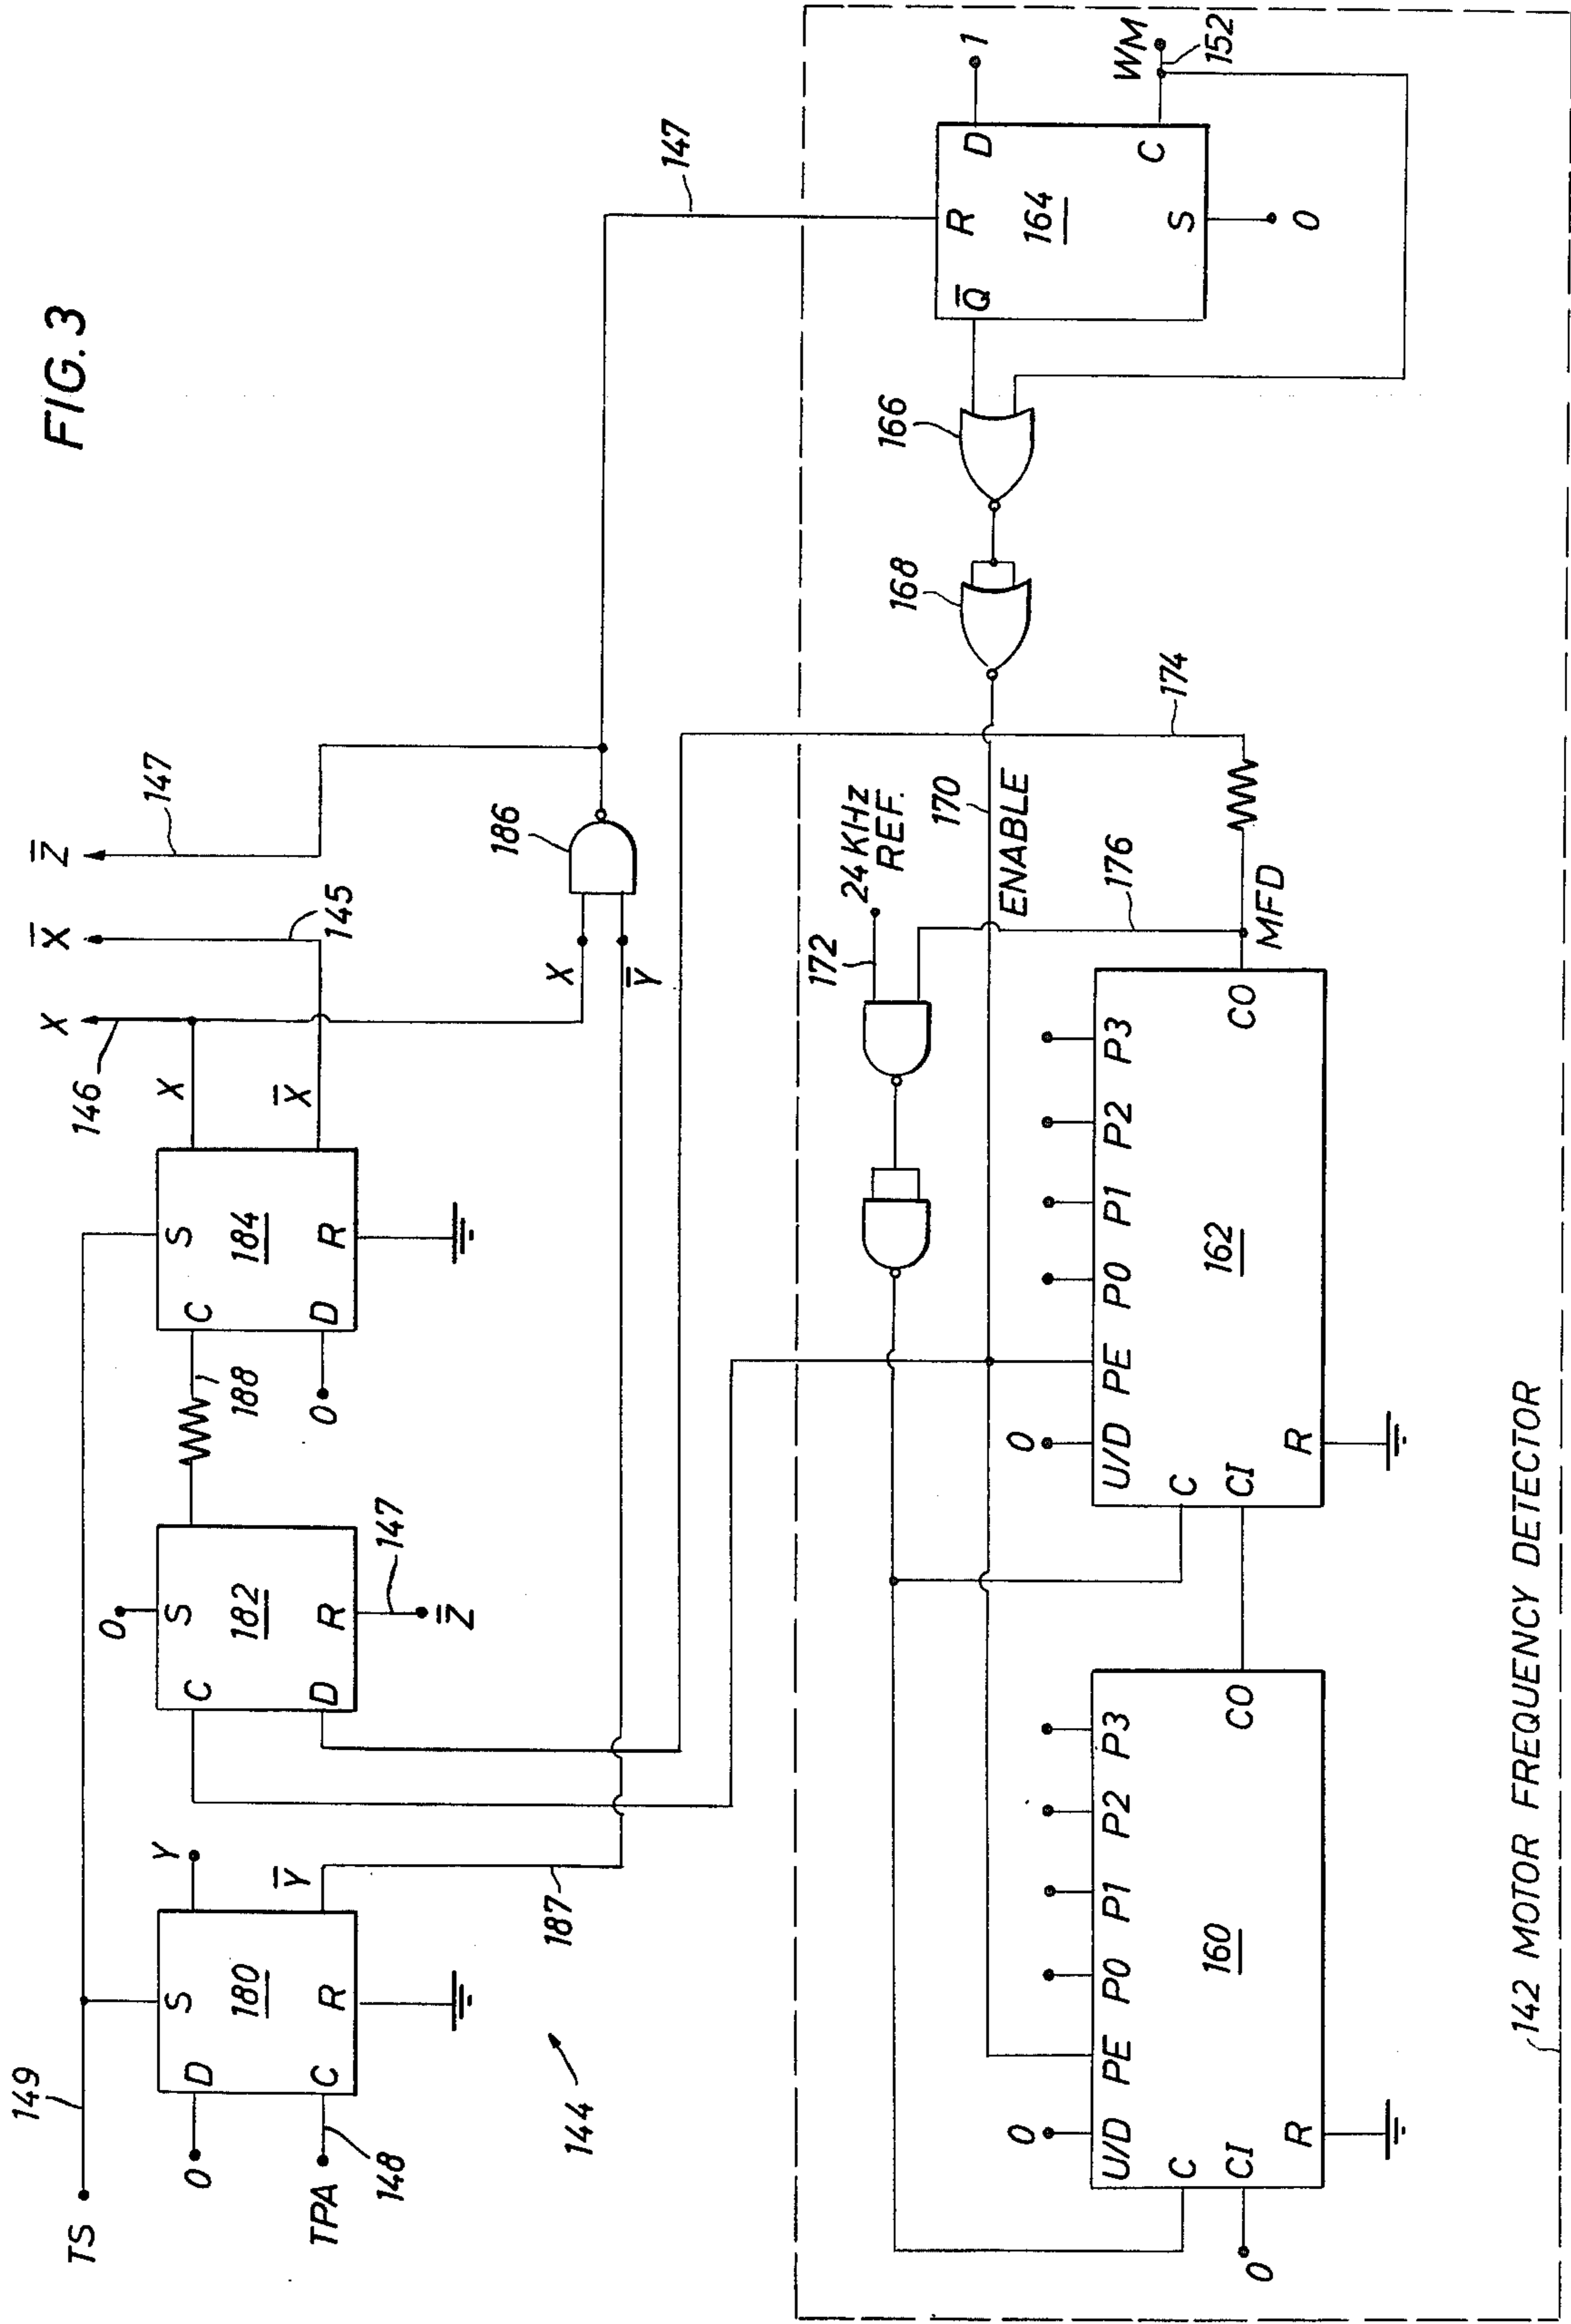 FIG. 3
TS
149
TPA
148
0
D
S
180
C
R
Y
Y̅
187
144
0
S
C
182
D
R
147
Z̅
188
0
S
C
184
D
R
X
X̅
146
X
X̅
145
Z̅
147
X
Y̅
186
147
1
D
R
164
Q̅
C
S
0
WM
152
166
168
174
170
ENABLE
24 KHz
REF.
172
176
MFD
0
U/D PE P0 P1 P2 P3
C
CI
160
CO
R
0
0
U/D PE P0 P1 P2 P3
C
CI
162
CO
R
142 MOTOR FREQUENCY DETECTOR